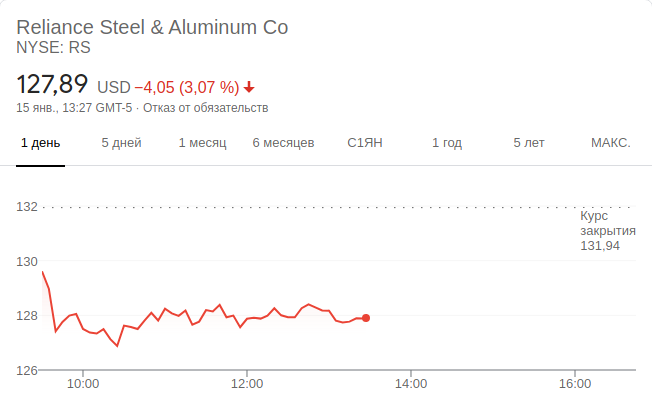 Reliance Steel & Aluminum Co
NYSE: RS
127,89 USD −4,05 (3,07 %)
15 янв., 13:27 GMT-5 · Отказ от обязательств
1 день 5 дней 1 месяц 6 месяцев С1ЯН 1 год 5 лет МАКС.
132
Курс
закрытия
131,94
130
128
126
10:00 12:00 14:00 16:00